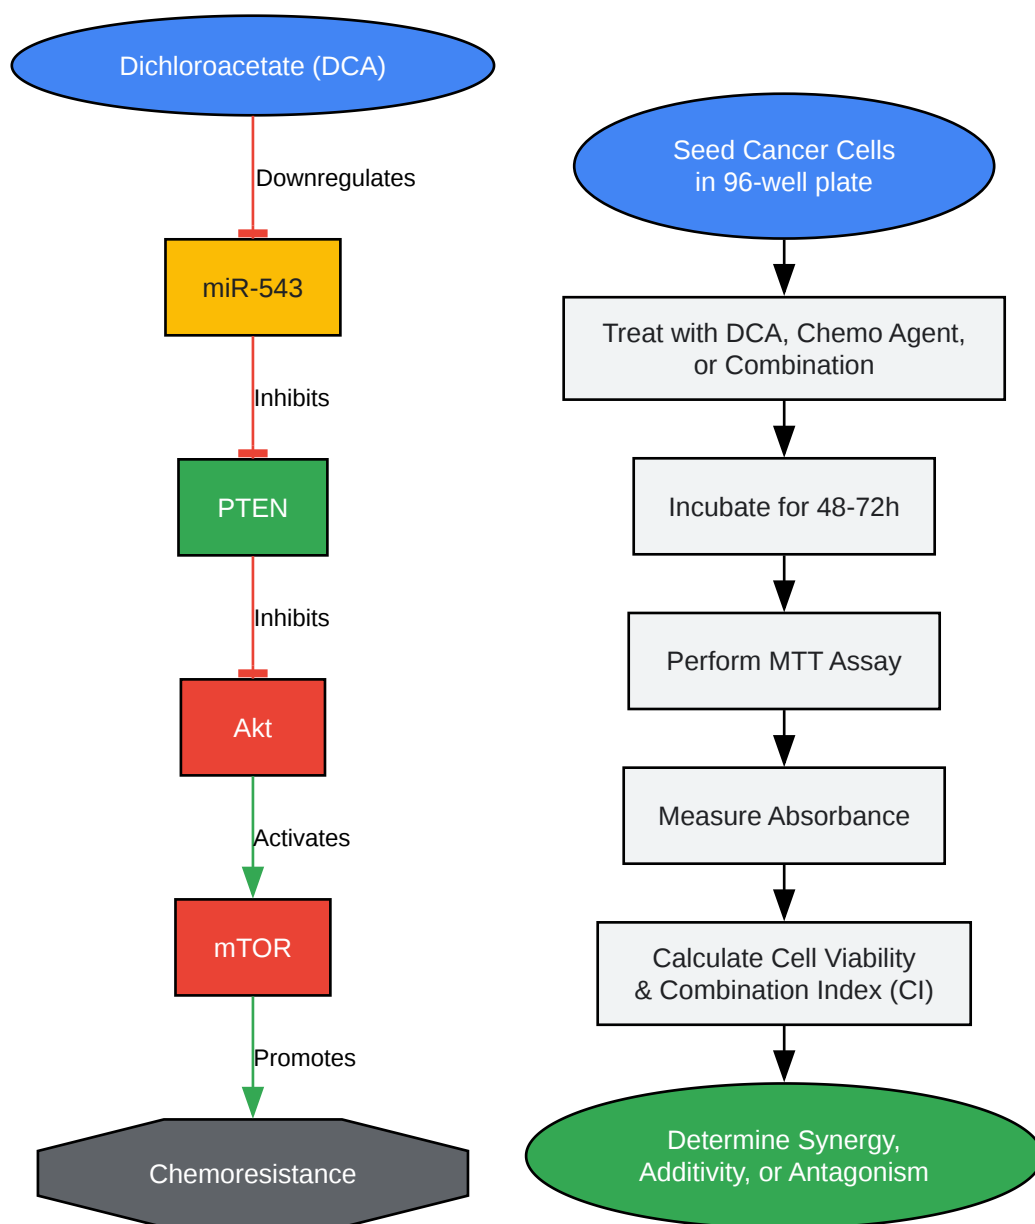 Dichloroacetate (DCA)
Downregulates
miR-543
Inhibits
PTEN
Inhibits
Akt
Activates
mTOR
Promotes
Chemoresistance
Seed Cancer Cells
in 96-well plate
Treat with DCA, Chemo Agent,
or Combination
Incubate for 48-72h
Perform MTT Assay
Measure Absorbance
Calculate Cell Viability
& Combination Index (CI)
Determine Synergy,
Additivity, or Antagonism